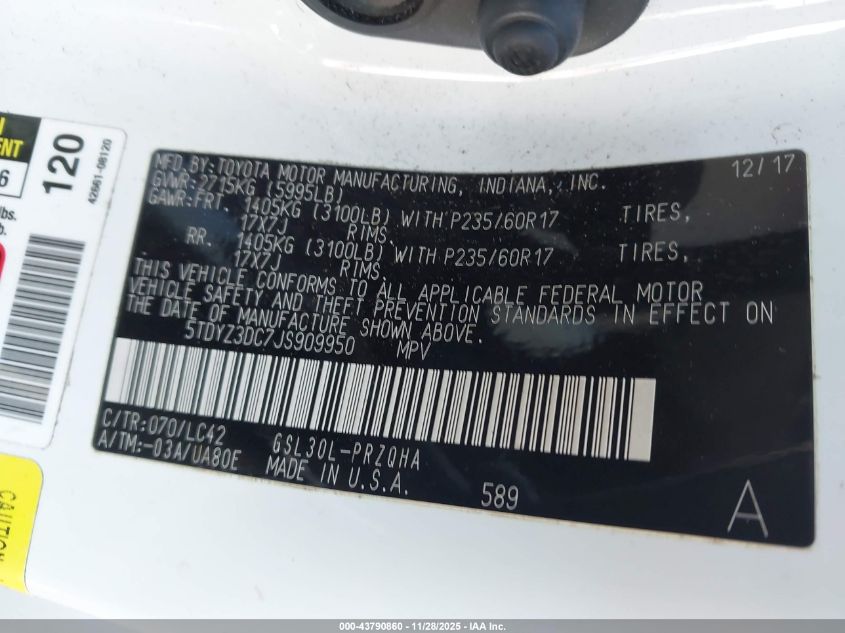 120
42661-08120
6
lbs.
b.
MFD.BY:TOYOTA MOTOR MANUFACTURING, INDIANA, INC. 12/17
GVWR:2715KG (5995LB)
GAWR:FRT. 1405KG (3100LB) WITH P235/60R17 TIRES,
17X7J RIMS.
RR. 1405KG (3100LB) WITH P235/60R17 TIRES,
17X7J RIMS.
THIS VEHICLE CONFORMS TO ALL APPLICABLE FEDERAL MOTOR
VEHICLE SAFETY AND THEFT PREVENTION STANDARDS IN EFFECT ON
THE DATE OF MANUFACTURE SHOWN ABOVE.
5TDYZ3DC7JS909950 MPV
C/TR:070/LC42 GSL30L-PRZQHA
A/TM:-03A/UA80E MADE IN U.S.A. 589 A
CAUTION
000-43790860 - 11/28/2025 - IAA Inc.